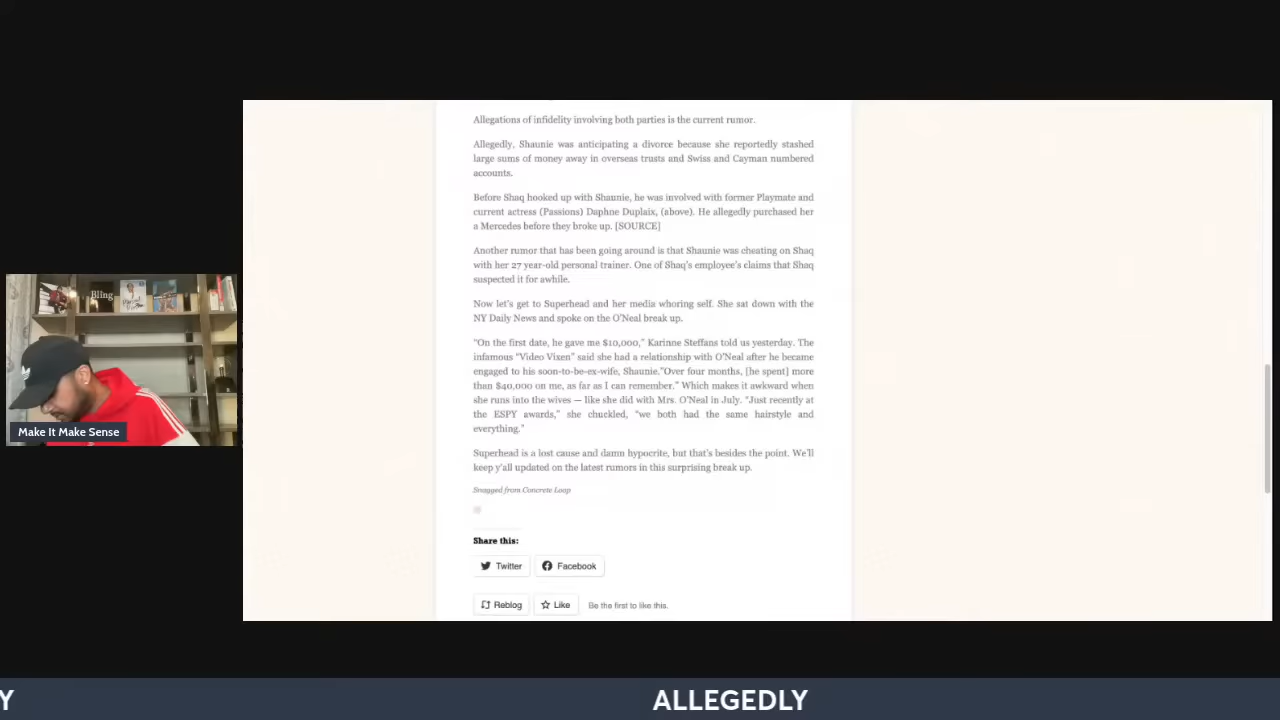 Allegations of infidelity involving both parties is the current rumor.
Allegedly, Shaunie was anticipating a divorce because she reportedly stashed
large sums of money away in overseas trusts and Swiss and Cayman numbered
accounts.
Before Shaq hooked up with Shaunie, he was involved with former Playmate and
current actress (Passions) Daphne Duplaix, (above). He allegedly purchased her
a Mercedes before they broke up. [SOURCE]
Another rumor that has been going around is that Shaunie was cheating on Shaq
with her 27 year-old personal trainer. One of Shaq's employee's claims that Shaq
suspected it for awhile.
Now let's get to Superhead and her media whoring self. She sat down with the
NY Daily News and spoke on the O'Neal break up.
"On the first date, he gave me $10,000," Karinne Steffans told us yesterday. The
infamous "Video Vixen" said she had a relationship with O'Neal after he became
engaged to his soon-to-be-ex-wife, Shaunie."Over four months, [he spent] more
than $40,000 on me, as far as I can remember." Which makes it awkward when
she runs into the wives — like she did with Mrs. O'Neal in July. "Just recently at
the ESPY awards," she chuckled, "we both had the same hairstyle and
everything."
Superhead is a lost cause and damn hypocrite, but that's besides the point. We'll
keep y'all updated on the latest rumors in this surprising break up.
Snagged from Concrete Loop
Share this:
Twitter Facebook
Reblog Like Be the first to like this.
Bling
Make It Make Sense
Y ALLEGEDLY